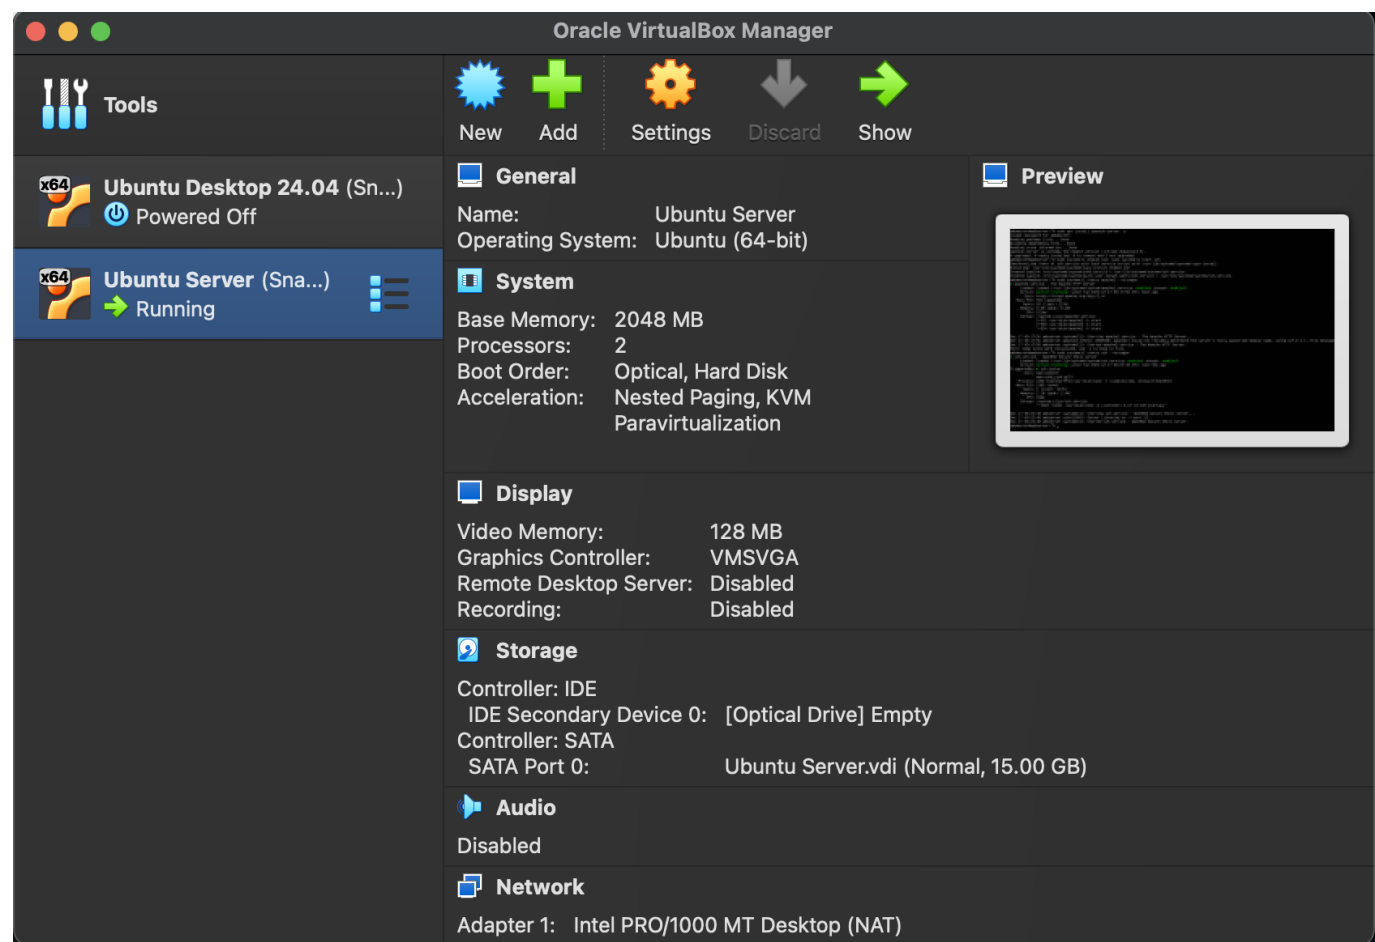 Oracle VirtualBox Manager
Tools
New
Add
Settings
Discard
Show
x64
Ubuntu Desktop 24.04 (Sn...)
Powered Off
x64
Ubuntu Server (Sna...)
Running
General
Name: Ubuntu Server
Operating System: Ubuntu (64-bit)
Preview
System
Base Memory: 2048 MB
Processors: 2
Boot Order: Optical, Hard Disk
Acceleration: Nested Paging, KVM
Paravirtualization
Display
Video Memory: 128 MB
Graphics Controller: VMSVGA
Remote Desktop Server: Disabled
Recording: Disabled
Storage
Controller: IDE
IDE Secondary Device 0: [Optical Drive] Empty
Controller: SATA
SATA Port 0: Ubuntu Server.vdi (Normal, 15.00 GB)
Audio
Disabled
Network
Adapter 1: Intel PRO/1000 MT Desktop (NAT)